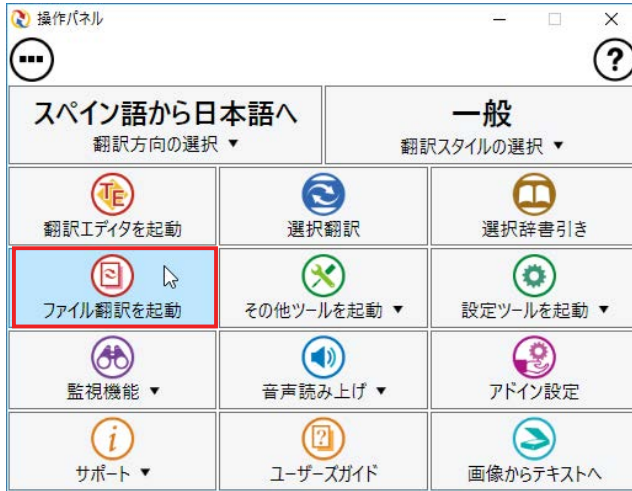 操作パネル
スペイン語から日本語へ
翻訳方向の選択 ▼
一般
翻訳スタイルの選択 ▼
TE
翻訳エディタを起動
選択翻訳
選択辞書引き
ファイル翻訳を起動
その他ツールを起動 ▼
設定ツールを起動 ▼
監視機能 ▼
音声読み上げ ▼
アドイン設定
i
サポート ▼
?
ユーザーズガイド
画像からテキストへ